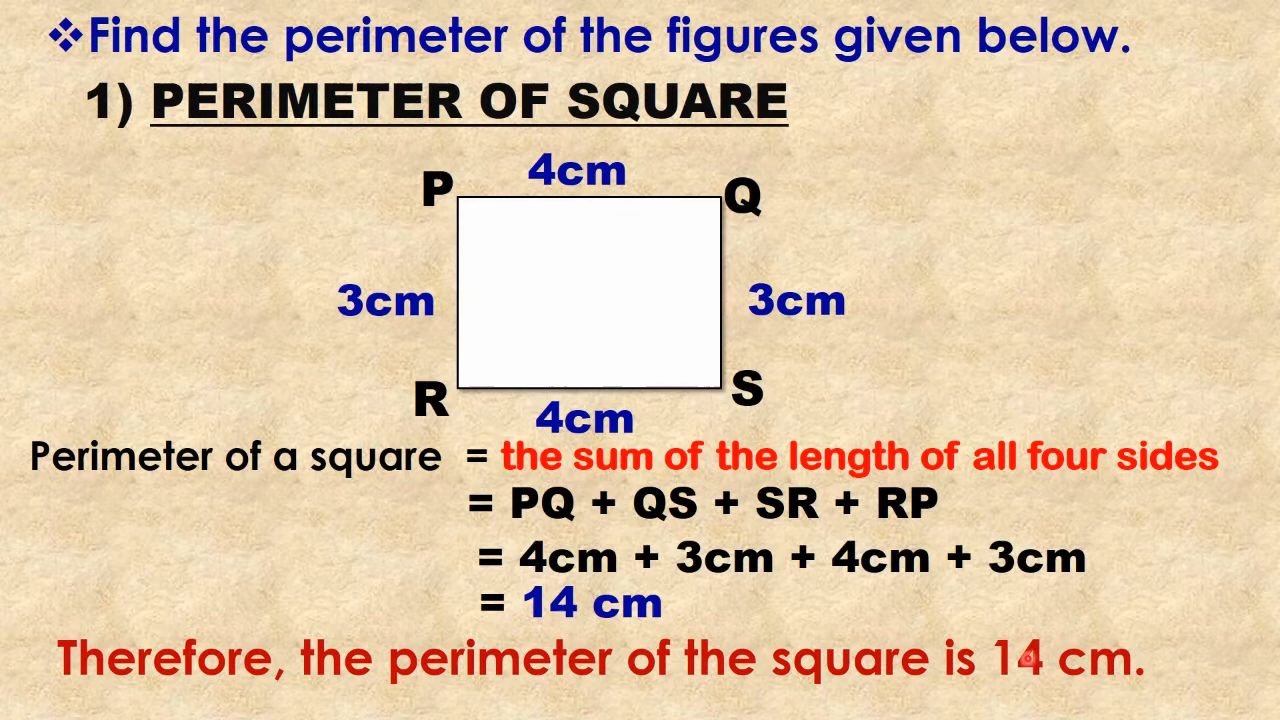 ❖Find the perimeter of the figures given below.
1) PERIMETER OF SQUARE
4cm
P Q
3cm 3cm
R S
4cm
Perimeter of a square = the sum of the length of all four sides
= PQ + QS + SR + RP
= 4cm + 3cm + 4cm + 3cm
= 14 cm
Therefore, the perimeter of the square is 14 cm.